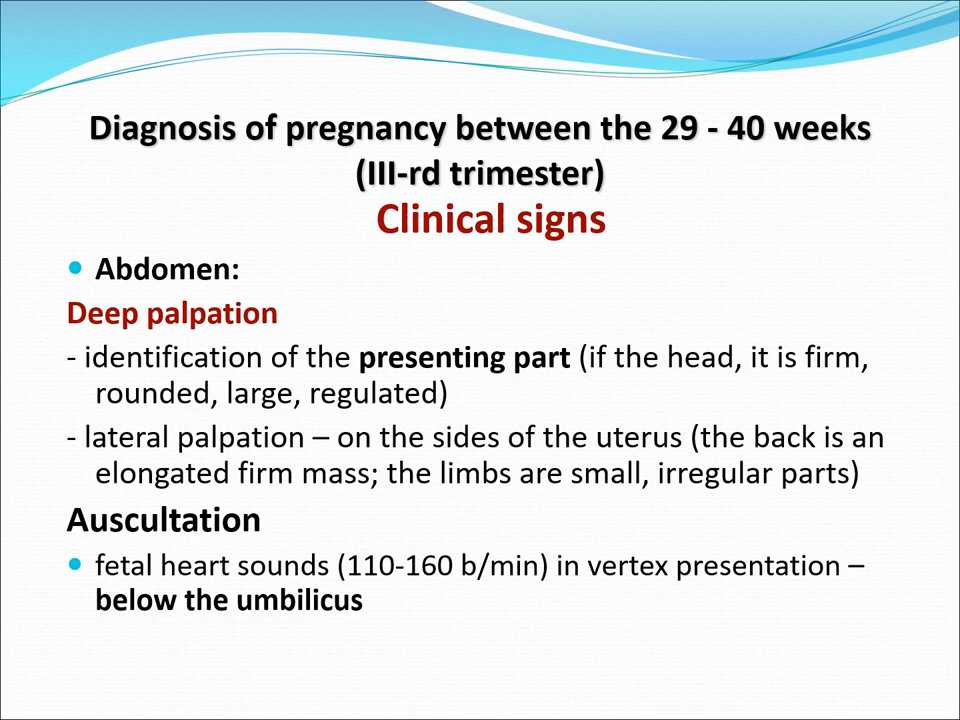 Diagnosis of pregnancy between the 29 - 40 weeks
(III-rd trimester)
Clinical signs
• Abdomen:
Deep palpation
- identification of the presenting part (if the head, it is firm,
rounded, large, regulated)
- lateral palpation – on the sides of the uterus (the back is an
elongated firm mass; the limbs are small, irregular parts)
Auscultation
• fetal heart sounds (110-160 b/min) in vertex presentation –
below the umbilicus